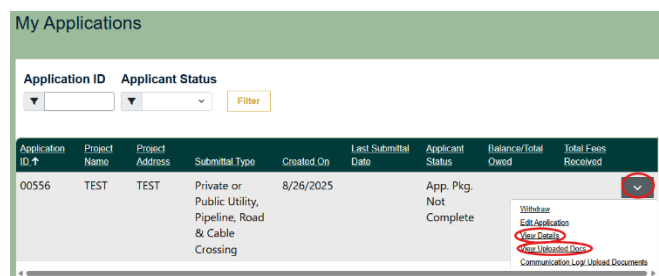 My Applications
Application ID Applicant Status
Filter
Application ID↑ Project Name Project Address Submittal Type Created On Last Submittal Date Applicant Status Balance/Total Owed Total Fees Received
00556 TEST TEST Private or Public Utility, Pipeline, Road & Cable Crossing 8/26/2025 App. Pkg. Not Complete
Withdraw
Edit Application
View Details
View Uploaded Docs
Communication Log/ Upload Documents